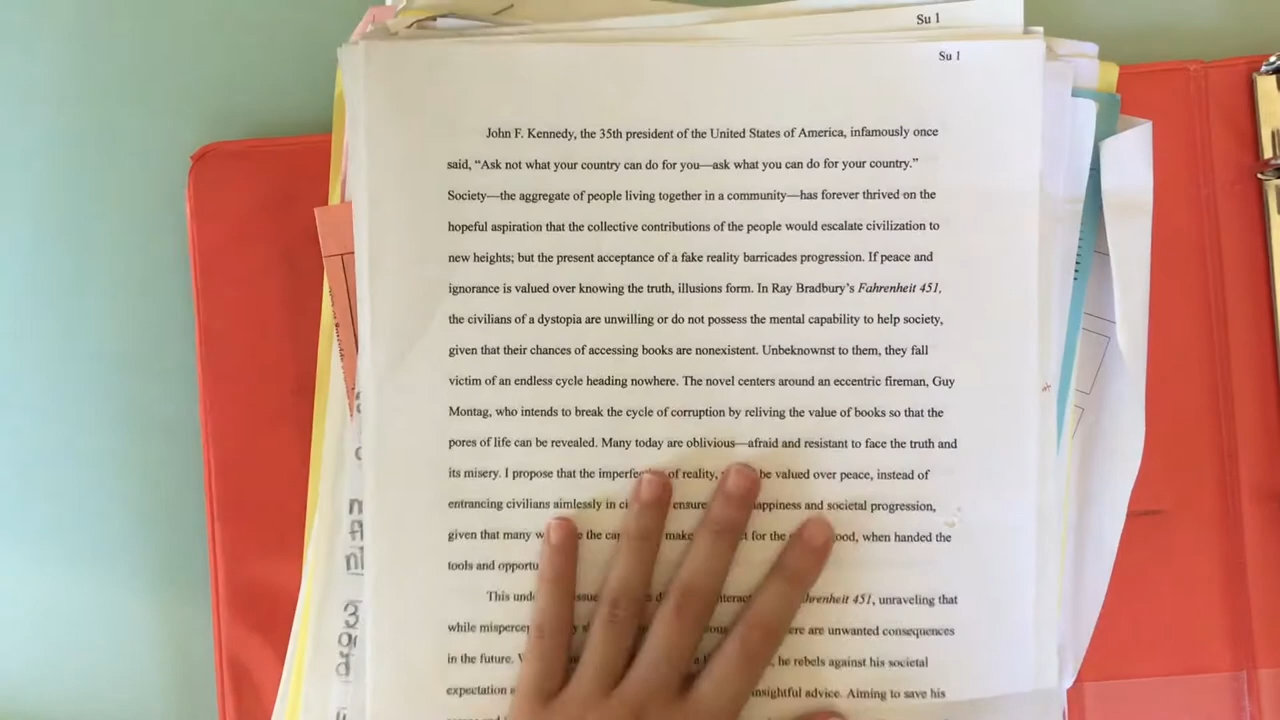 Su 1
Su 1
John F. Kennedy, the 35th president of the United States of America, infamously once
said, “Ask not what your country can do for you—ask what you can do for your country.”
Society—the aggregate of people living together in a community—has forever thrived on the
hopeful aspiration that the collective contributions of the people would escalate civilization to
new heights; but the present acceptance of a fake reality barricades progression. If peace and
ignorance is valued over knowing the truth, illusions form. In Ray Bradbury’s Fahrenheit 451,
the civilians of a dystopia are unwilling or do not possess the mental capability to help society,
given that their chances of accessing books are nonexistent. Unbeknownst to them, they fall
victim of an endless cycle heading nowhere. The novel centers around an eccentric fireman, Guy
Montag, who intends to break the cycle of corruption by reliving the value of books so that the
pores of life can be revealed. Many today are oblivious—afraid and resistant to face the truth and
its misery. I propose that the of reality, be valued over peace, instead of
entrancing civilians aimlessly in ensure happiness and societal progression,
given that many the make for the good, when handed the
tools and
This 451, unraveling that
while are unwanted consequences
in the future. he rebels against his societal
expectation insightful advice. Aiming to save his